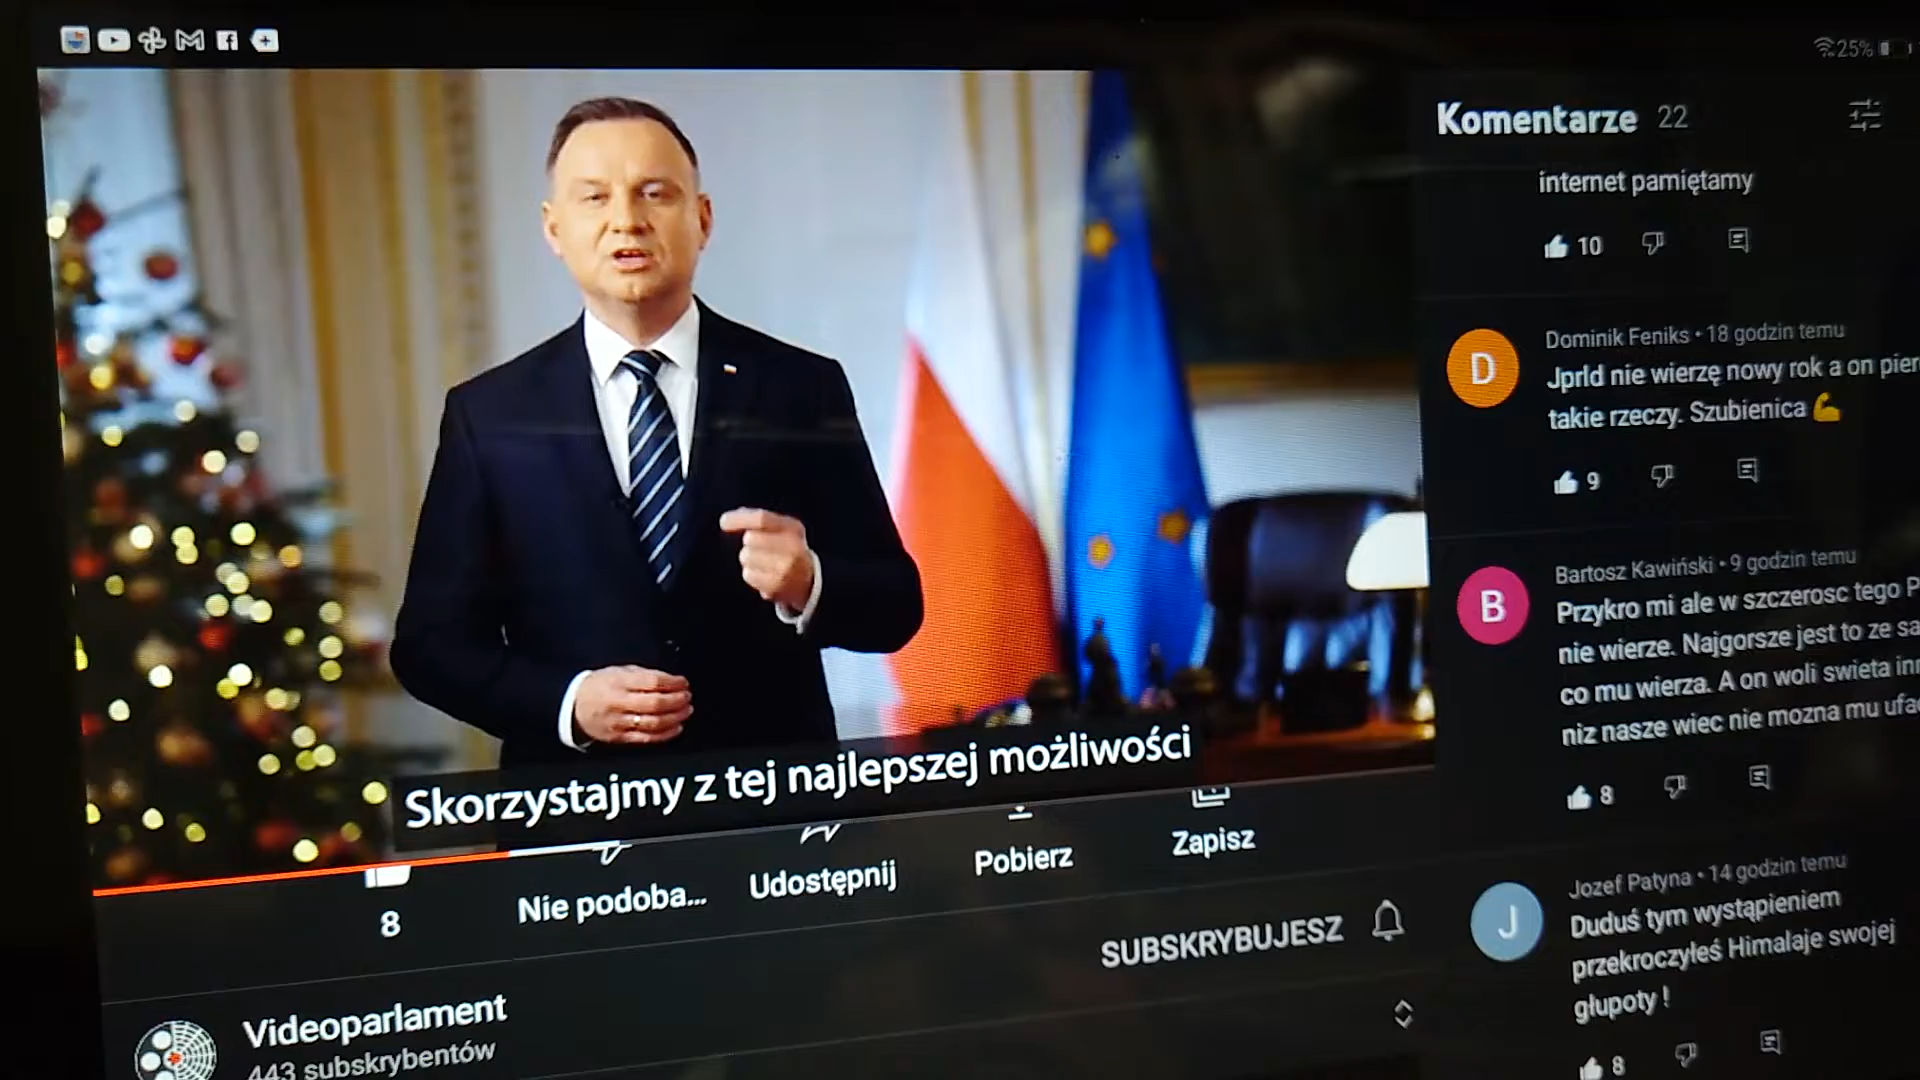 25%
Komentarze 22
internet pamiętamy
10
D
Dominik Feniks • 18 godzin temu
Jprld nie wierzę nowy rok a on
takie rzeczy. Szubienica
9
B
Bartosz Kawiński • 9 godzin temu
Przykro mi ale w szczerosc tego
nie wierze. Najgorsze jest to ze
co mu wierza. A on woli swieta
niz nasze wiec nie mozna mu
8
J
Jozef Patyna • 14 godzin temu
Duduś tym wystąpieniem
przekroczyłeś Himalaje swojej
głupoty !
8
Skorzystajmy z tej najlepszej możliwości
8
Nie podoba...
Udostępnij
Pobierz
Zapisz
SUBSKRYBUJESZ
Videoparlament
443 subskrybentów